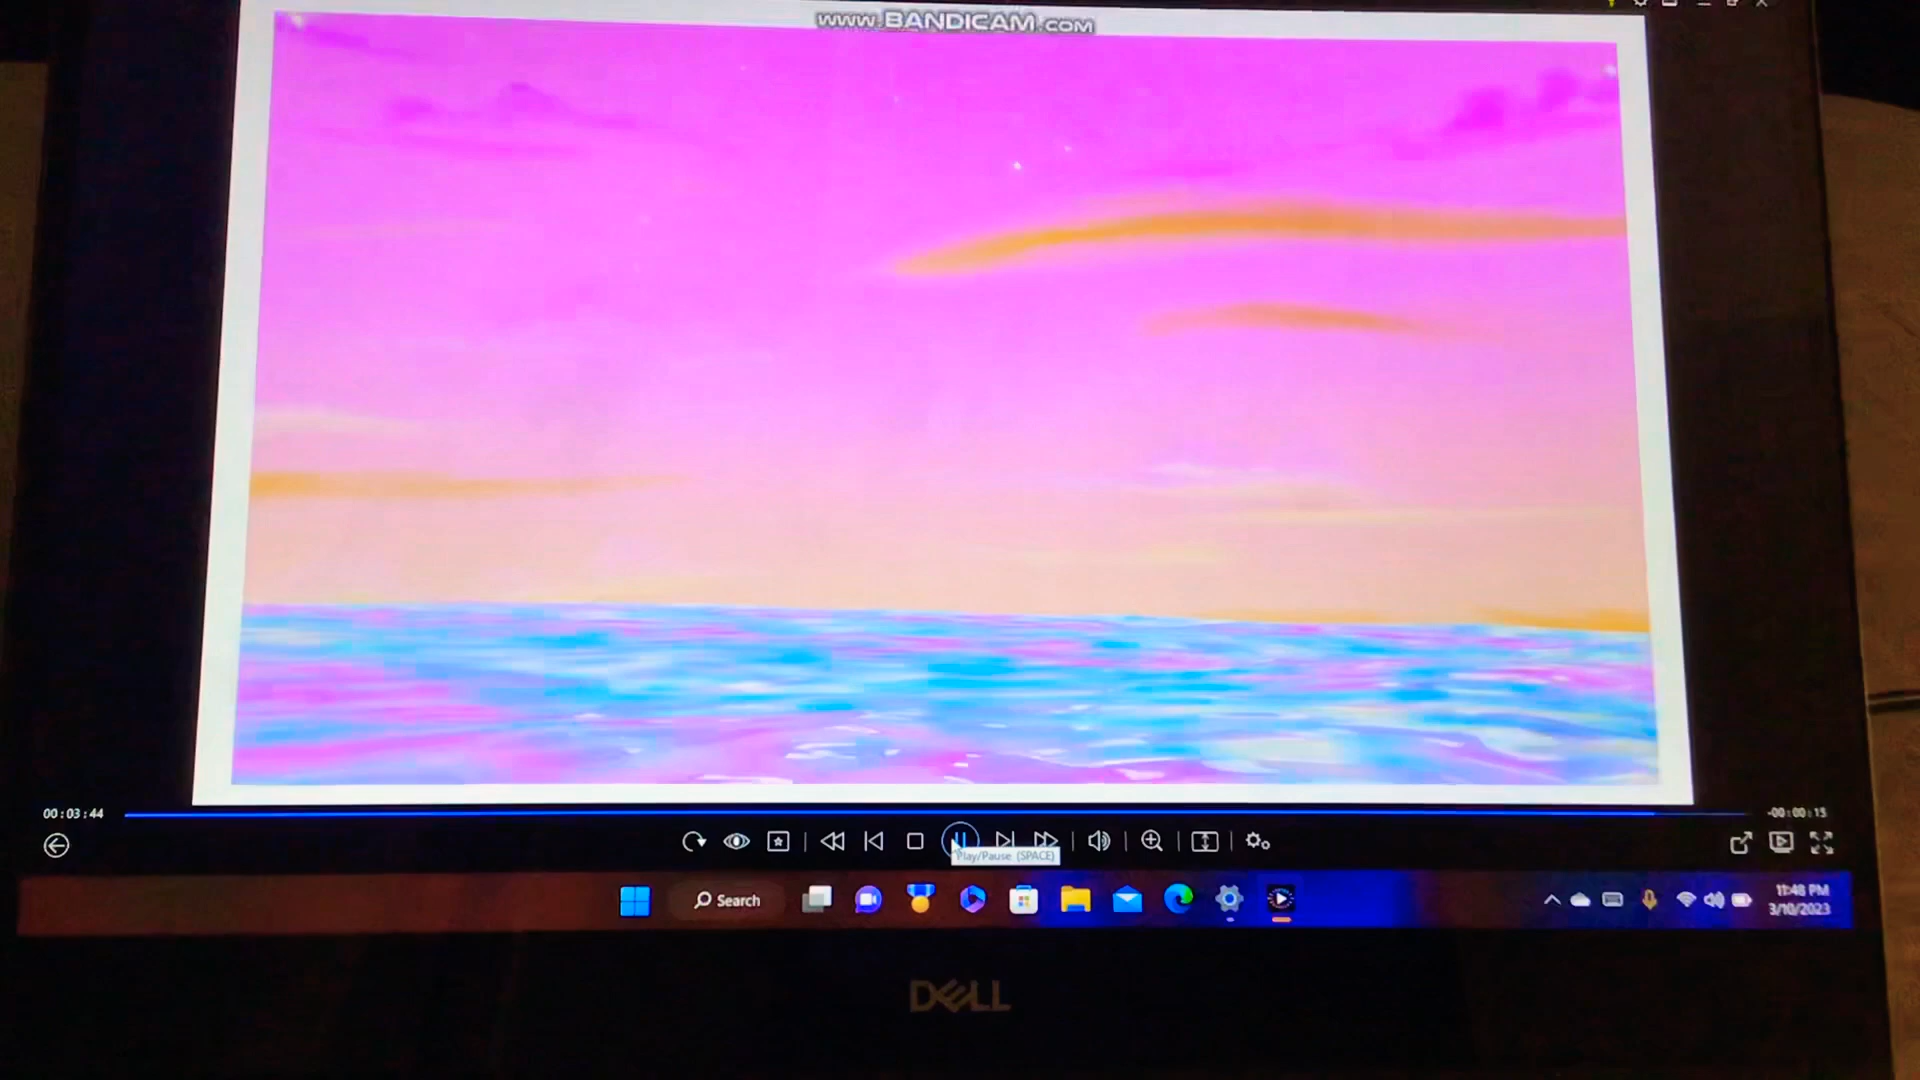 www.BANDICAM.com
00:03:44
-00:00:15
Play/Pause (SPACE)
Search
11:48 PM
3/10/2023
DELL